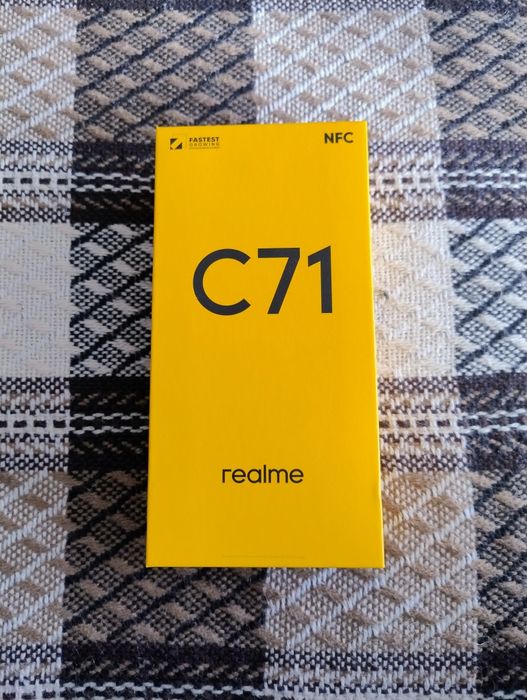 FASTEST
GROWING
NFC
C71
realme